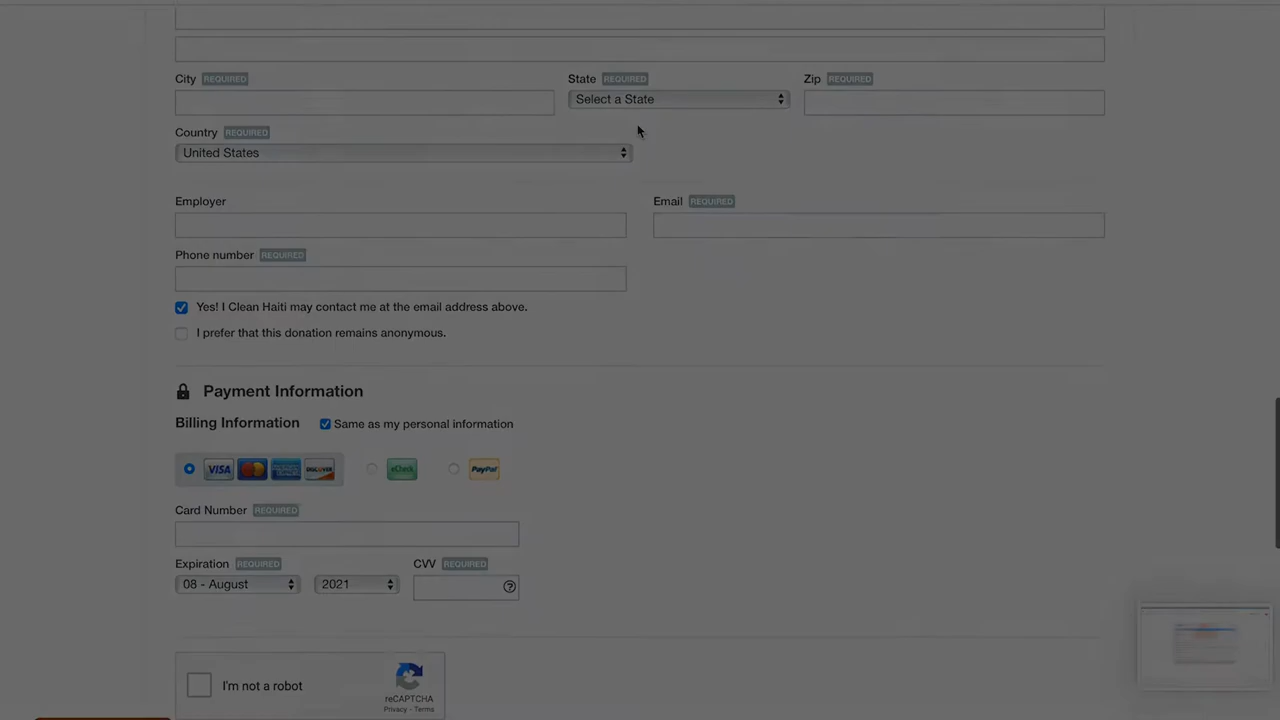 City REQUIRED State REQUIRED Zip REQUIRED
Select a State
Country REQUIRED
United States
Employer Email REQUIRED
Phone number REQUIRED
Yes! I Clean Haiti may contact me at the email address above.
I prefer that this donation remains anonymous.
Payment Information
Billing Information Same as my personal information
VISA DISCOVER eCheck PayPal
Card Number REQUIRED
Expiration REQUIRED CVV REQUIRED
08 - August 2021
I'm not a robot
reCAPTCHA
Privacy - Terms